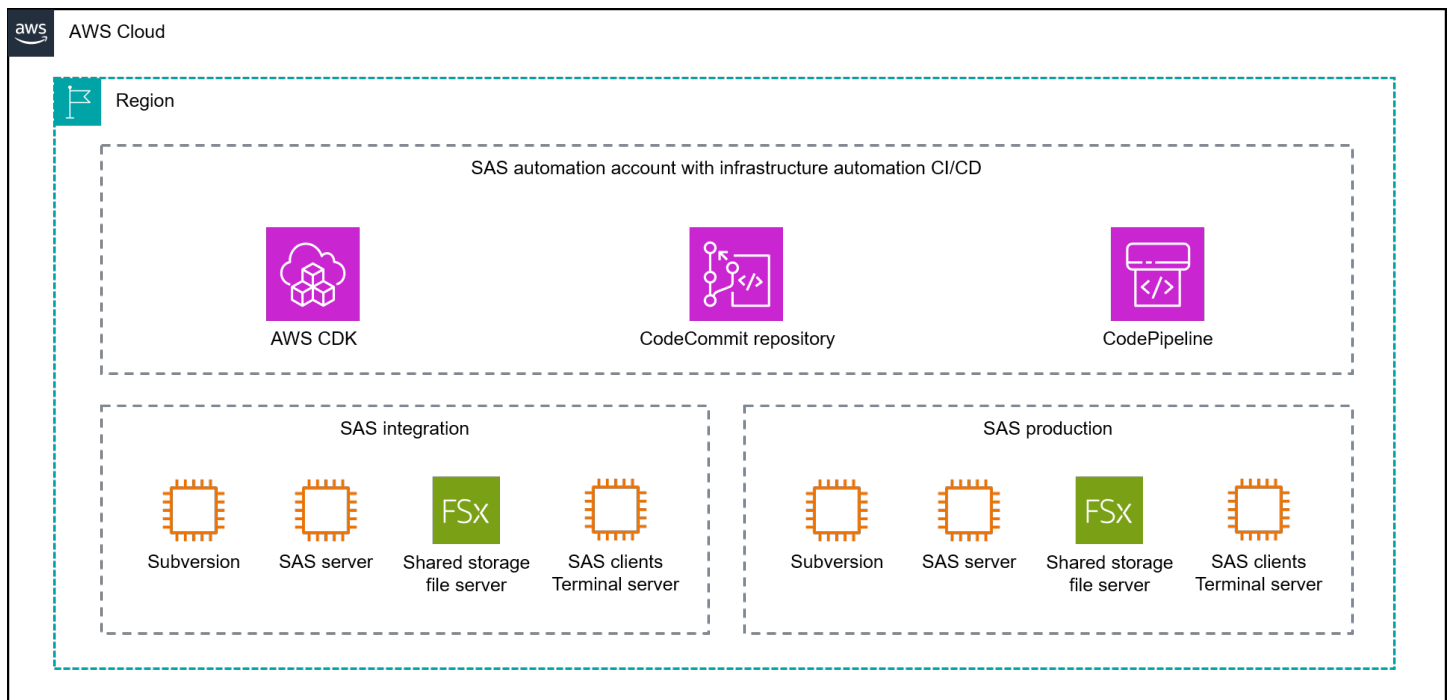 aws
AWS Cloud
Region
SAS automation account with infrastructure automation CI/CD
</>
</>
AWS CDK
CodeCommit repository
CodePipeline
SAS integration
SAS production
FSx
FSx
Subversion
SAS server
Shared storage
file server
SAS clients
Terminal server
Subversion
SAS server
Shared storage
file server
SAS clients
Terminal server